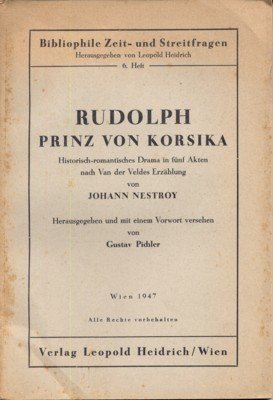 Bibliophile Zeit- und Streitfragen
Herausgegeben von Leopold Heidrich
6. Heft
RUDOLPH
PRINZ VON KORSIKA
Historisch-romantisches Drama in fünf Akten
nach Van der Veldes Erzählung
von
JOHANN NESTROY
Herausgegeben und mit einem Vorwort versehen
von
Gustav Pichler
Wien 1947
Alle Rechte vorbehalten
Verlag Leopold Heidrich/Wien